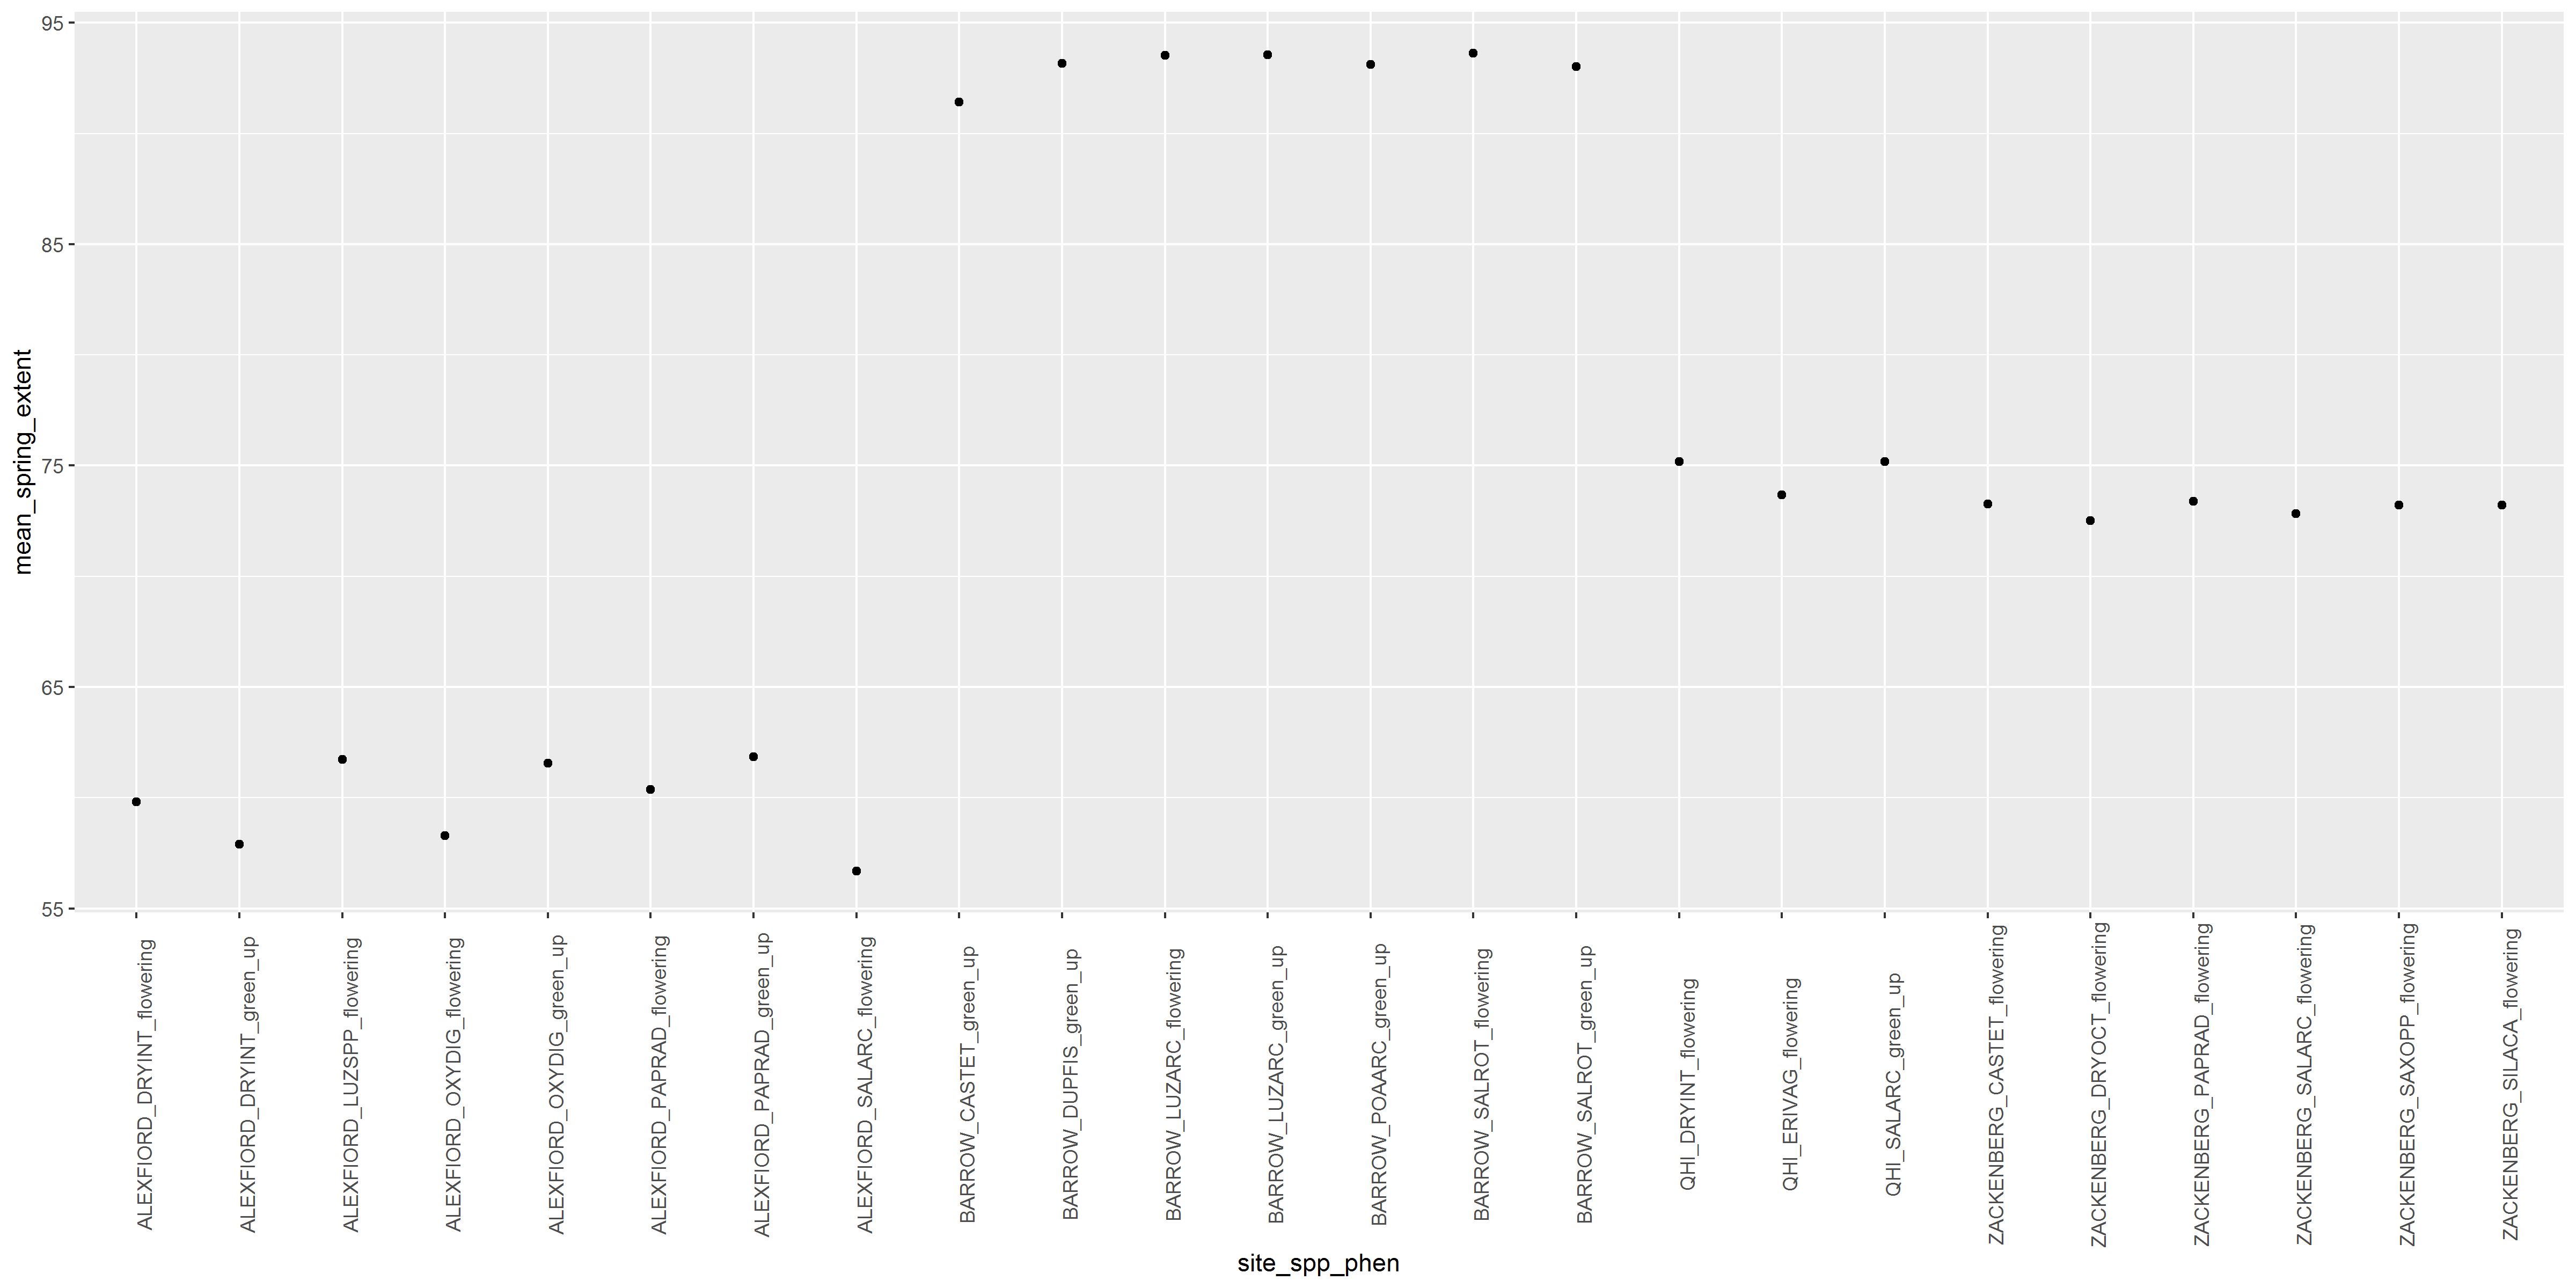 95
85
75
65
55
mean_spring_extent
ALEXFIORD_DRYINT_flowering
ALEXFIORD_DRYINT_green_up
ALEXFIORD_LUZSPP_flowering
ALEXFIORD_OXYDIG_flowering
ALEXFIORD_OXYDIG_green_up
ALEXFIORD_PAPRAD_flowering
ALEXFIORD_PAPRAD_green_up
ALEXFIORD_SALARC_flowering
BARROW_CASTET_green_up
BARROW_DUPFIS_green_up
BARROW_LUZARC_flowering
BARROW_LUZARC_green_up
BARROW_POAARC_green_up
BARROW_SALROT_flowering
BARROW_SALROT_green_up
QHI_DRYINT_flowering
QHI_ERIVAG_flowering
QHI_SALARC_green_up
ZACKENBERG_CASTET_flowering
ZACKENBERG_DRYOCT_flowering
ZACKENBERG_PAPRAD_flowering
ZACKENBERG_SALARC_flowering
ZACKENBERG_SAXOPP_flowering
ZACKENBERG_SILACA_flowering
site_spp_phen